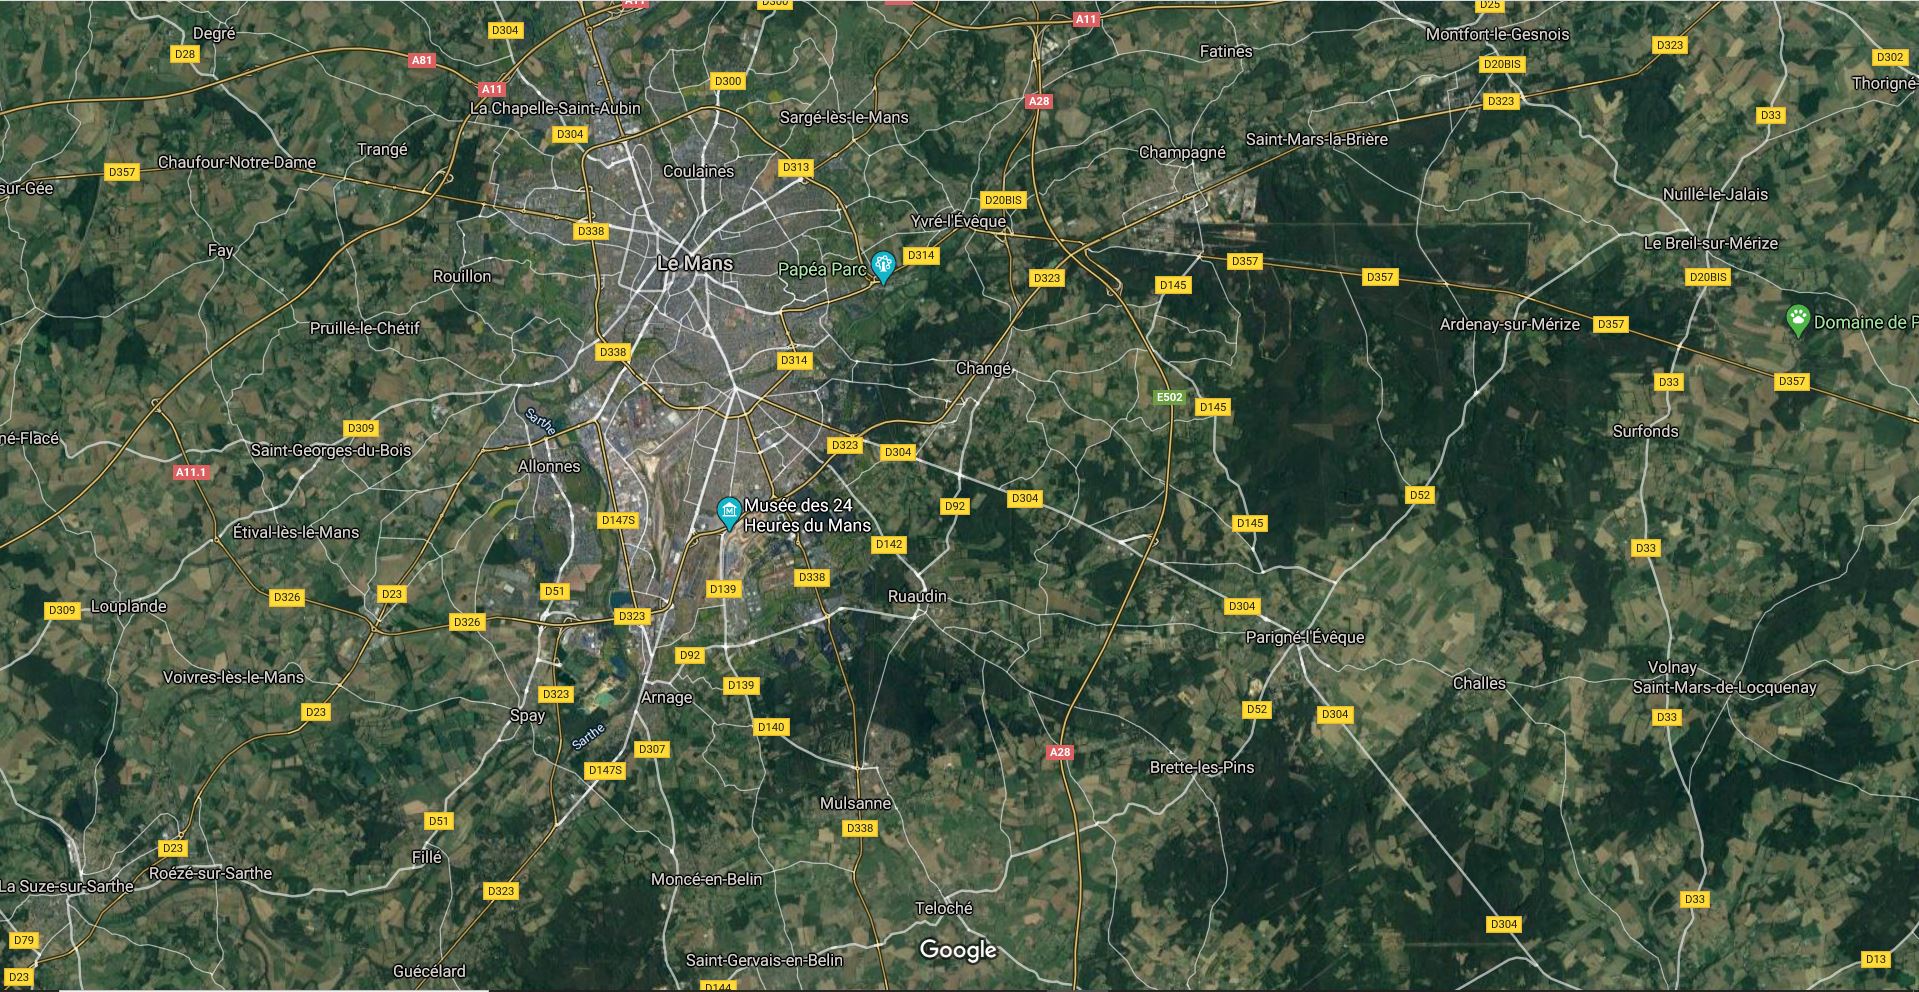 A11
D300
D25
A11
Degré
D304
Montfort-le-Gesnois
D28
A81
Fatines
D323
D302
D20BIS
A11
D300
Thorigné-
La Chapelle-Saint-Aubin
A28
D323
Sargé-lès-le-Mans
D33
D304
Saint-Mars-la-Brière
Chaufour-Notre-Dame
Trangé
Champagné
D357
Coulaines
D313
sur-Gée
D20BIS
Nuillé-le-Jalais
Yvré-l'Évêque
D338
Le Breil-sur-Mérize
Fay
Le Mans
Papéa Parc
D314
D357
Rouillon
D323
D145
D357
D20BIS
Pruillé-le-Chétif
Ardenay-sur-Mérize
D357
Domaine de P
D338
D314
Changé
D33
D357
E502
D145
Sarthe
né-Flacé
D309
Saint-Georges-du-Bois
D323
D304
Surfonds
A11.1
Allonnes
D304
D52
Musée des 24
Heures du Mans
D92
D147S
D145
Étival-lès-le-Mans
D142
D33
D338
D139
D51
D326
D23
Ruaudin
D309
Louplande
D326
D323
D304
Parigné-l'Évêque
D92
Volnay
Voivres-lès-le-Mans
D139
Challes
Saint-Mars-de-Locquenay
D323
Arnage
D23
Spay
D52
D304
D33
Sarthe
D140
D307
A28
D147S
Brette-les-Pins
Mulsanne
D51
D338
D23
Fillé
Roézé-sur-Sarthe
La Suze-sur-Sarthe
D323
Moncé-en-Belin
D33
Teloché
D304
D79
Google
Saint-Gervais-en-Belin
D13
Guécélard
D23
D144